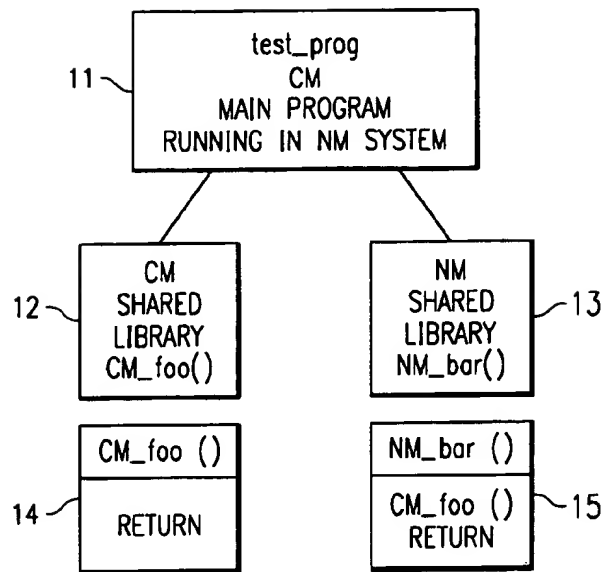 test_prog
CM
MAIN PROGRAM
RUNNING IN NM SYSTEM
11
CM
SHARED
LIBRARY
CM_foo()
12
NM
SHARED
LIBRARY
NM_bar()
13
CM_foo ()
RETURN
14
NM_bar ()
CM_foo ()
RETURN
15